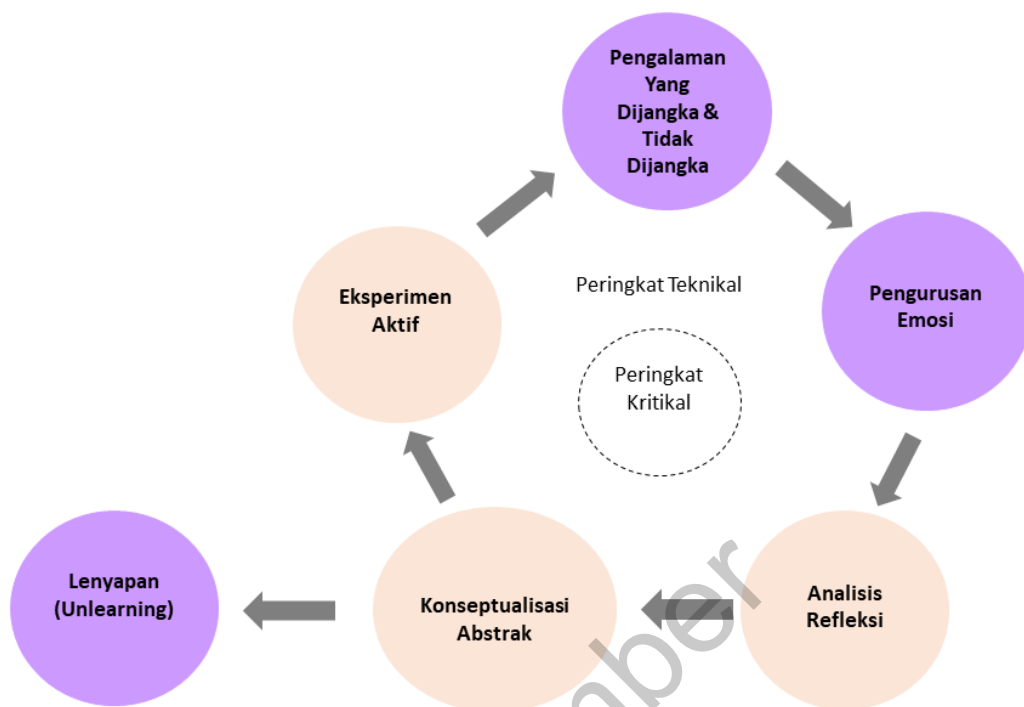 Pengalaman
Yang
Dijangka &
Tidak
Dijangka
Pengurusan
Emosi
Peringkat Teknikal
Eksperimen
Aktif
Peringkat
Kritikal
Analisis
Refleksi
Konseptualisasi
Abstrak
Lenyapan
(Unlearning)